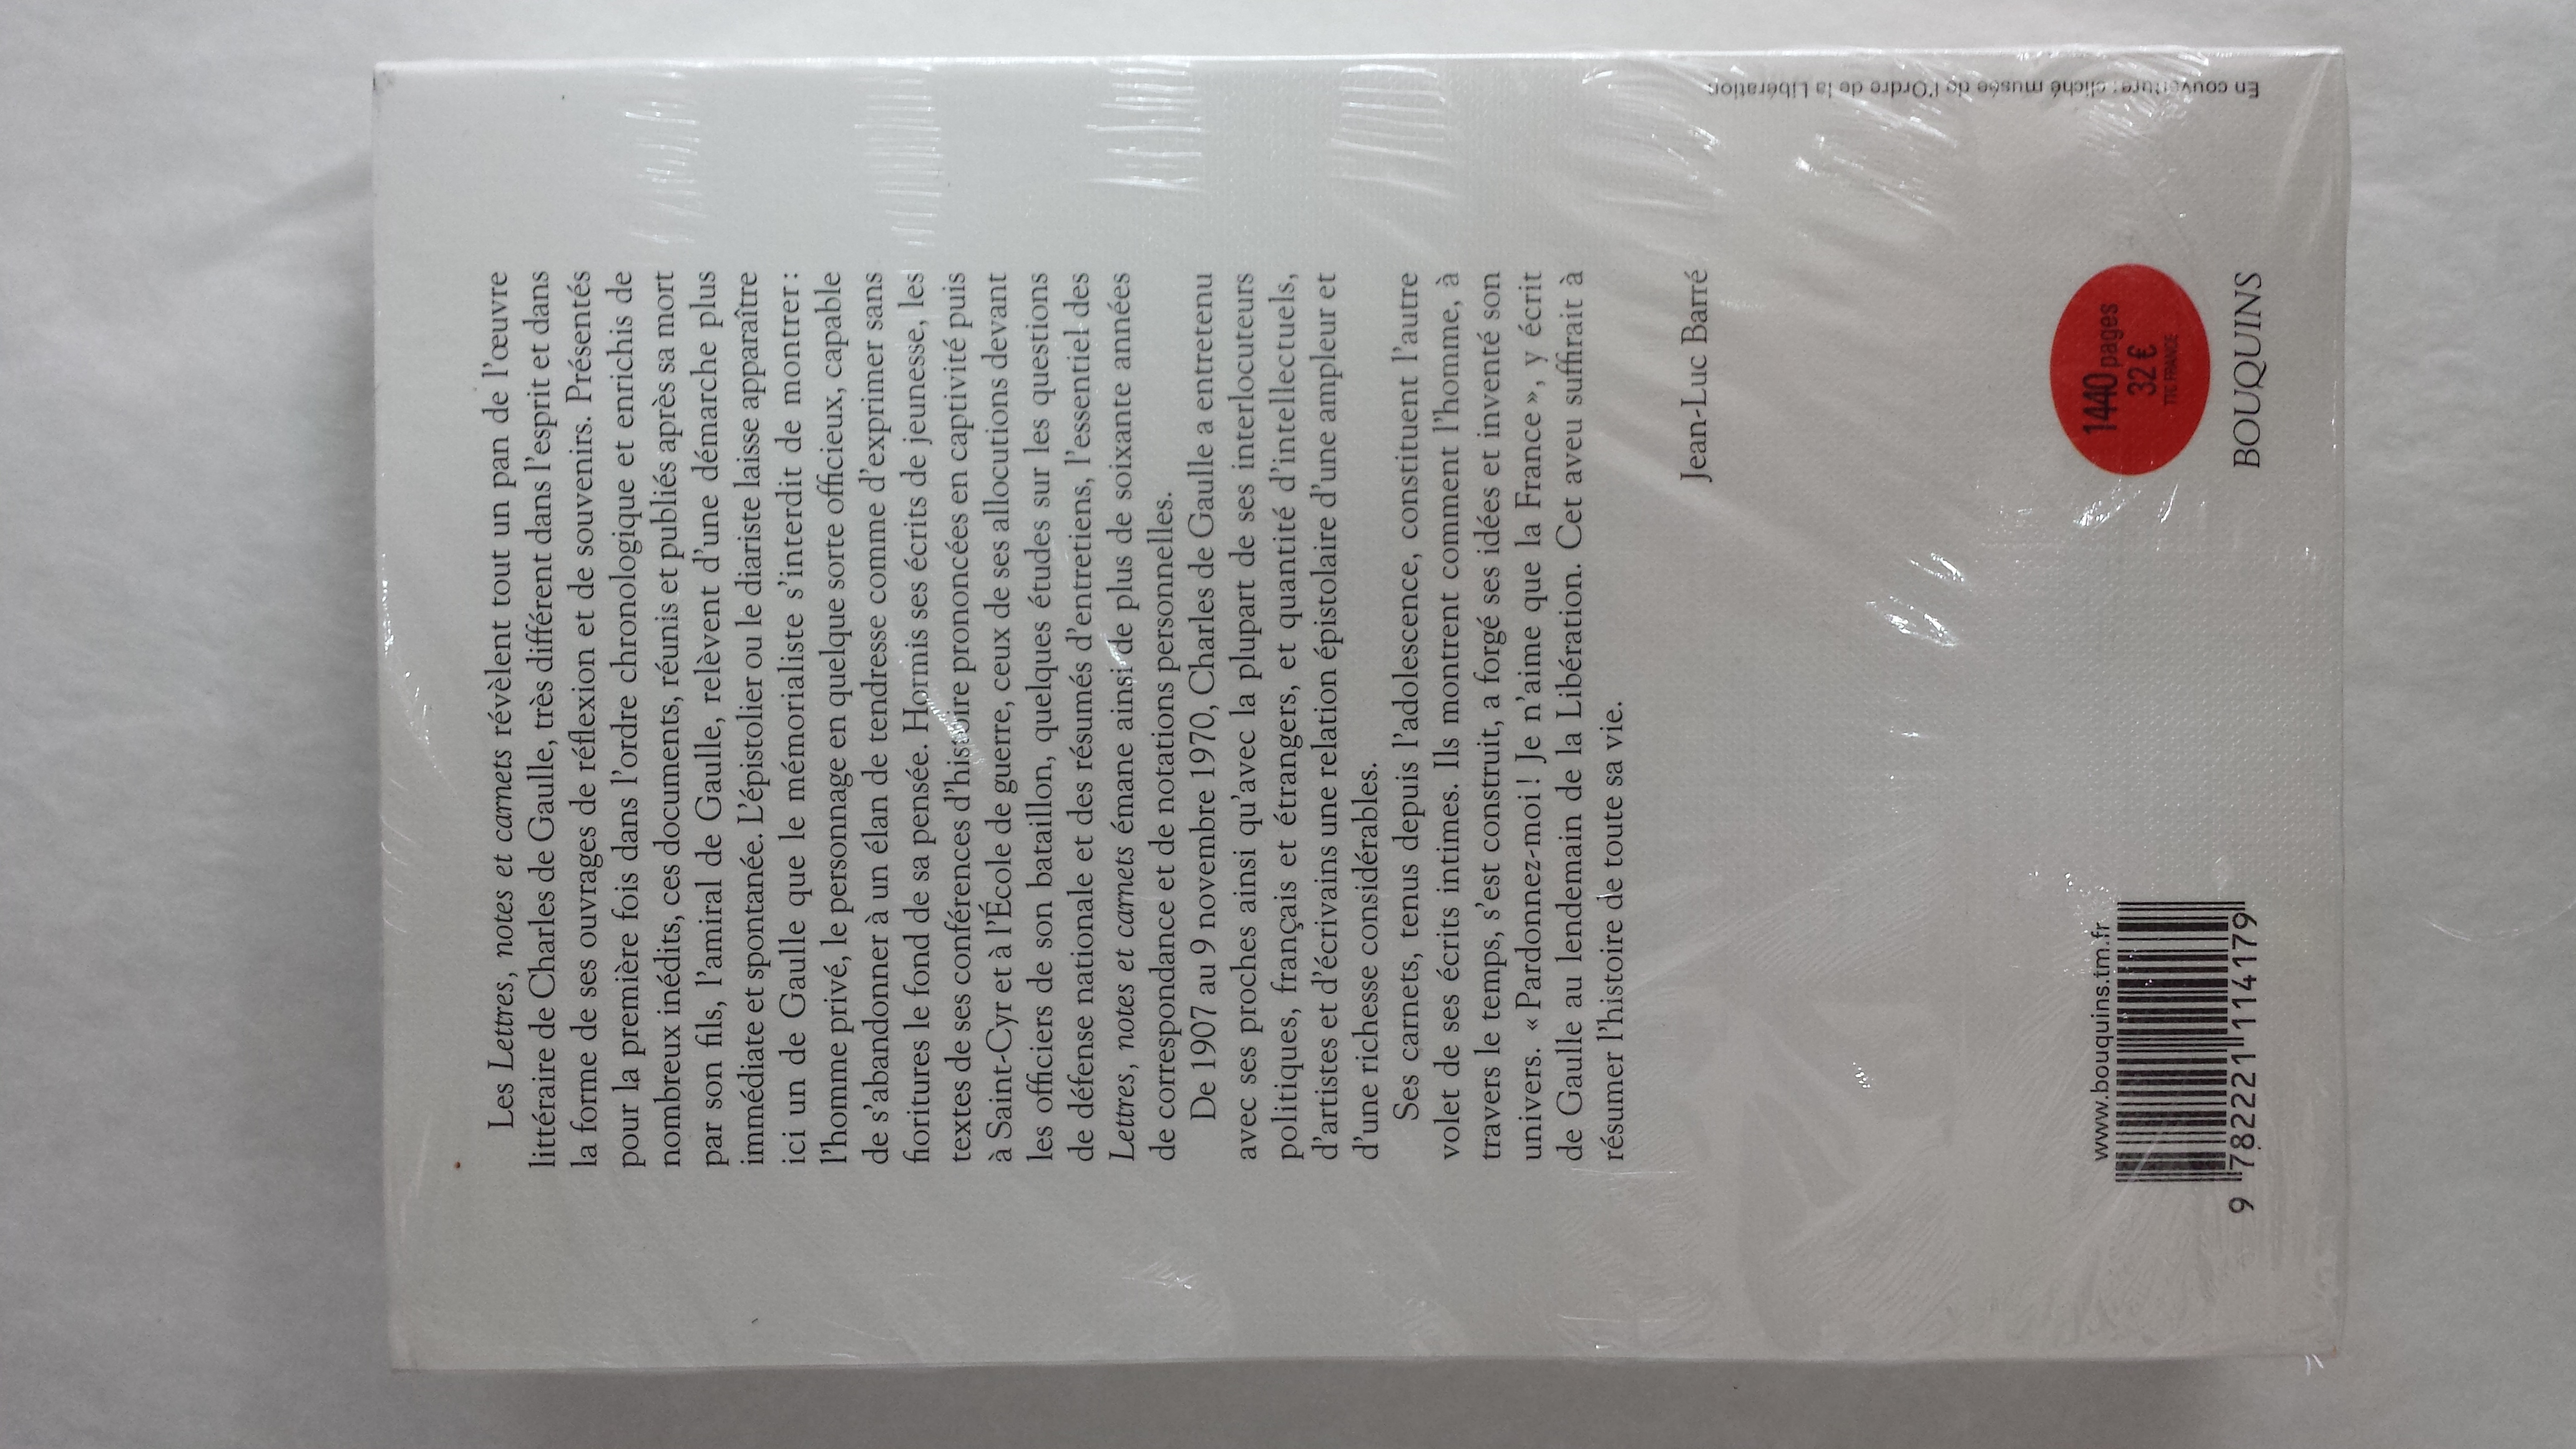 Les Lettres, notes et carnets révèlent tout un pan de l'œuvre
littéraire de Charles de Gaulle, très différent dans l'esprit et dans
la forme de ses ouvrages de réflexion et de souvenirs. Présentés
pour la première fois dans l'ordre chronologique et enrichis de
nombreux inédits, ces documents, réunis et publiés après sa mort
par son fils, l'amiral de Gaulle, relèvent d'une démarche plus
immédiate et spontanée. L'épistolier ou le diariste laisse apparaître
ici un de Gaulle que le mémorialiste s'interdit de montrer :
l'homme privé, le personnage en quelque sorte officieux, capable
de s'abandonner à un élan de tendresse comme d'exprimer sans
fioritures le fond de sa pensée. Hormis ses écrits de jeunesse, les
textes de ses conférences d'histoire prononcées en captivité puis
à Saint-Cyr et à l'École de guerre, ceux de ses allocutions devant
les officiers de son bataillon, quelques études sur les questions
de défense nationale et des résumés d'entretiens, l'essentiel des
Lettres, notes et carnets émane ainsi de plus de soixante années
de correspondance et de notations personnelles.
De 1907 au 9 novembre 1970, Charles de Gaulle a entretenu
avec ses proches ainsi qu'avec la plupart de ses interlocuteurs
politiques, français et étrangers, et quantité d'intellectuels,
d'artistes et d'écrivains une relation épistolaire d'une ampleur et
d'une richesse considérables.
Ses carnets, tenus depuis l'adolescence, constituent l'autre
volet de ses écrits intimes. Ils montrent comment l'homme, à
travers le temps, s'est construit, a forgé ses idées et inventé son
univers. « Pardonnez-moi ! Je n'aime que la France », y écrit
de Gaulle au lendemain de la Libération. Cet aveu suffirait à
résumer l'histoire de toute sa vie.
Jean-Luc Barré
1440 pages
32 €
TTC FRANCE
www.bouquins.tm.fr
9 782221 114179
BOUQUINS
En couverture : cliché musée de l'Ordre de la Libération